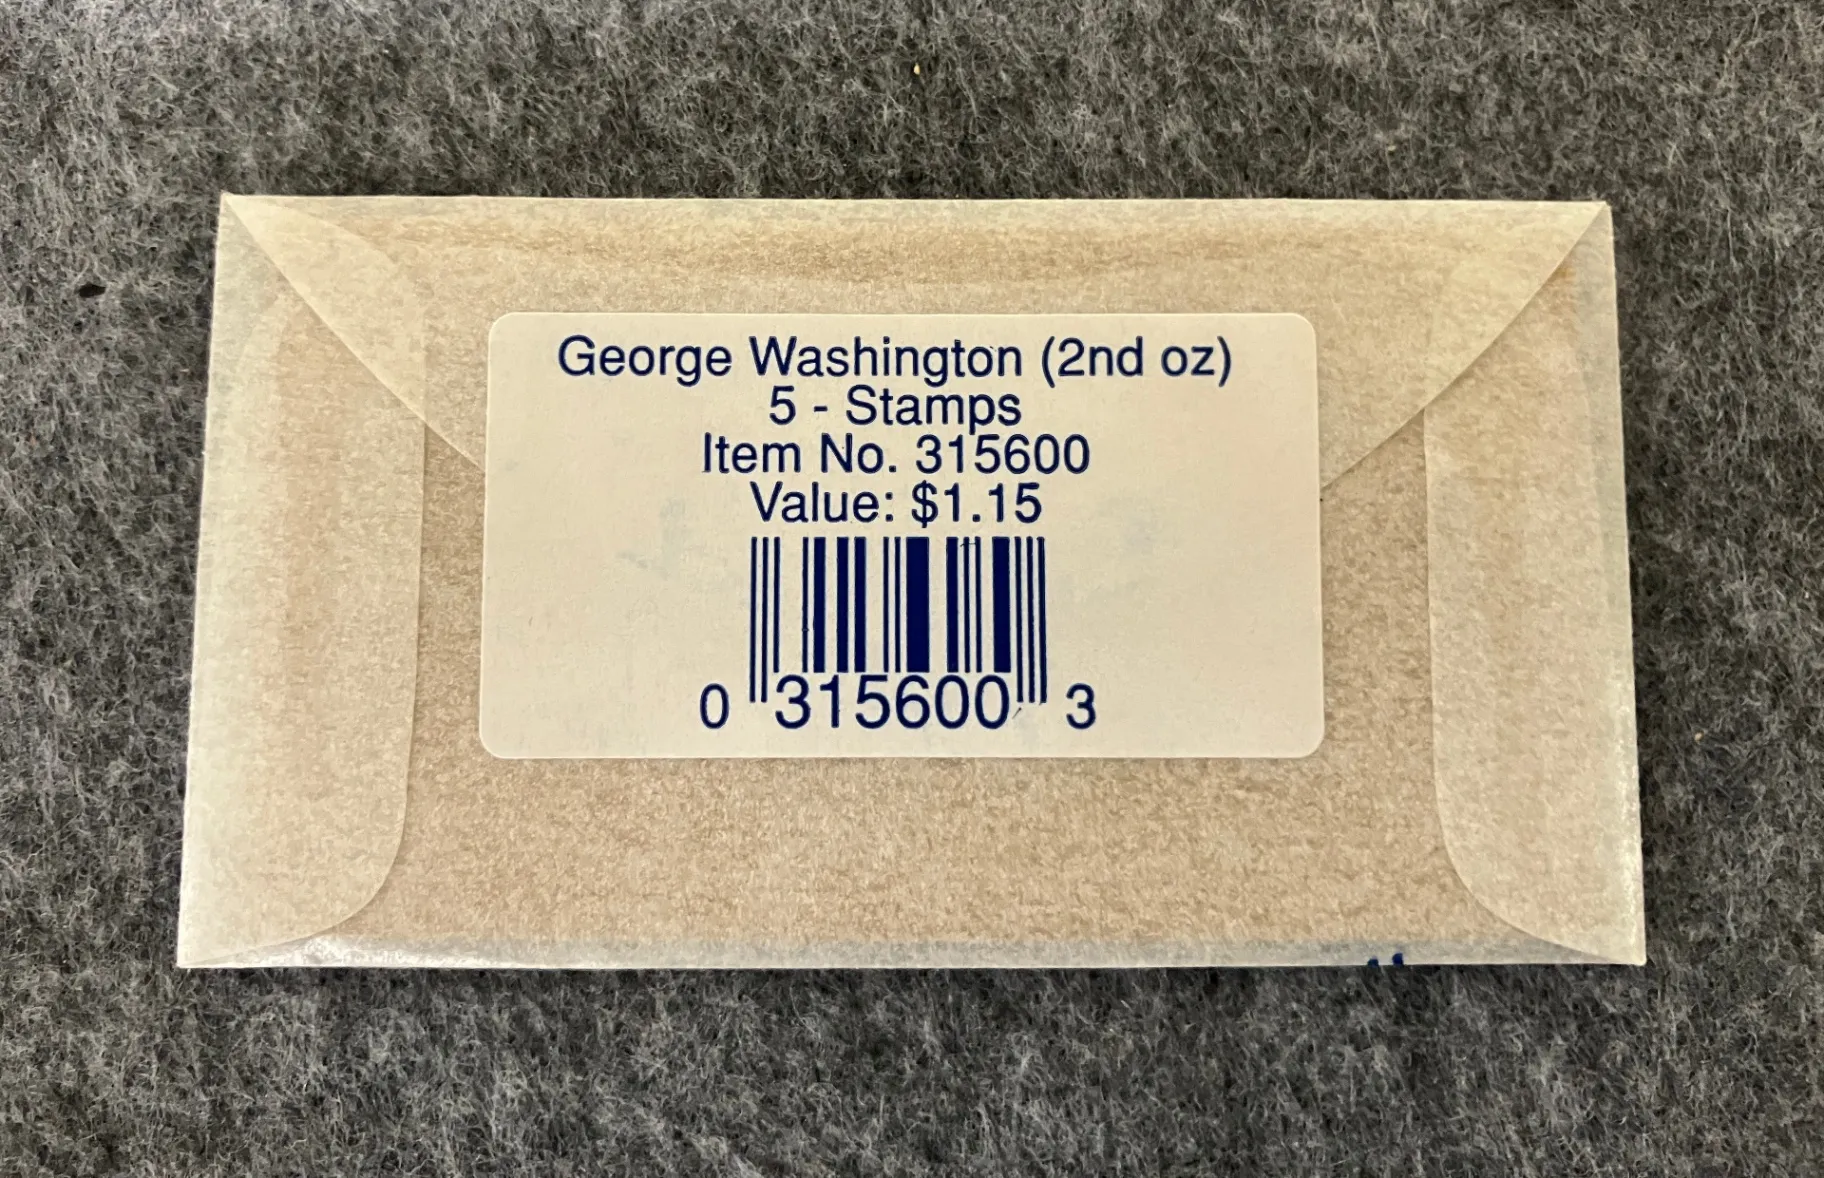 George Washington (2nd oz)
5 - Stamps
Item No. 315600
Value: $1.15
0 315600 3